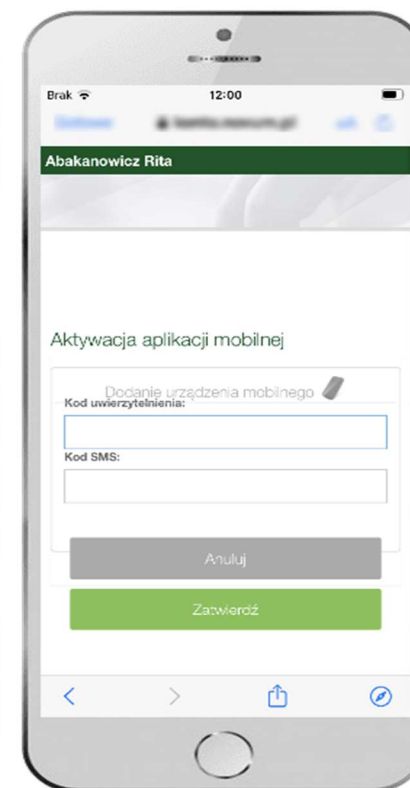 Brak 12:00
Abakanowicz Rita
Aktywacja aplikacji mobilnej
Dodanie urządzenia mobilnego
Kod uwierzytelnienia:
Kod SMS:
Anuluj
Zatwierdź